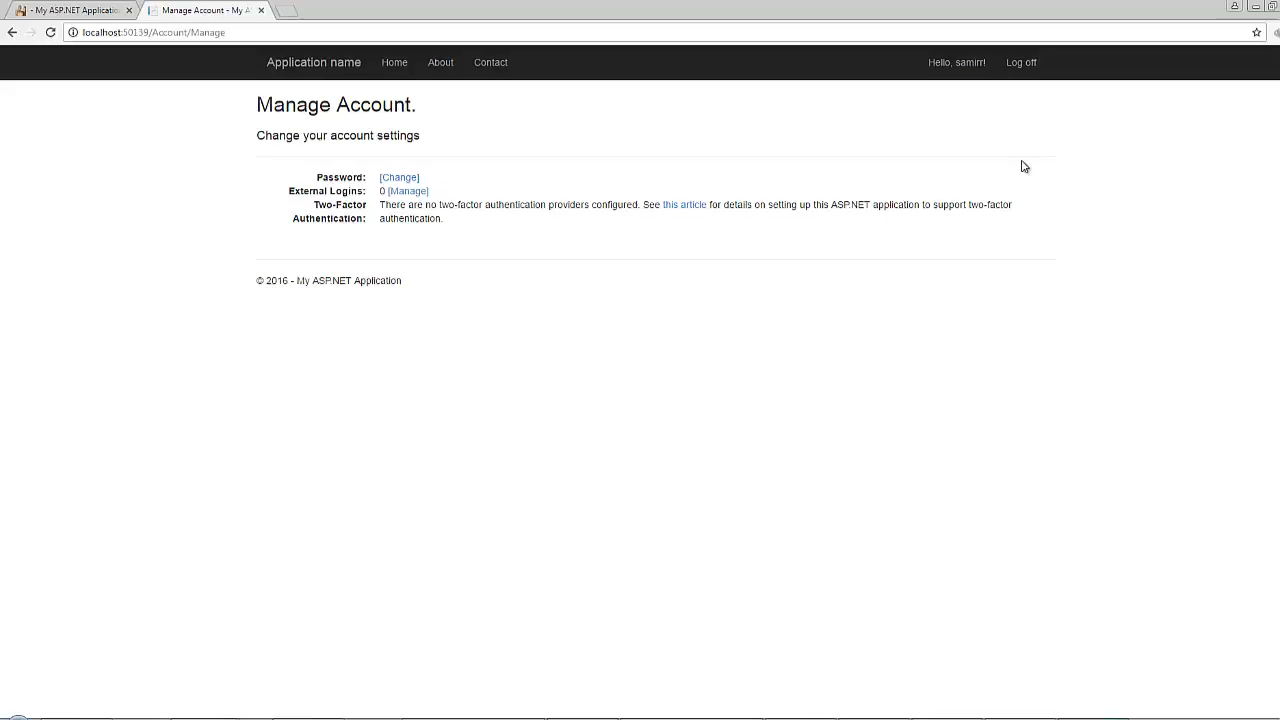 - My ASP.NET Applicatio
Manage Account - My A
localhost:50139/Account/Manage
Application name Home About Contact Hello, samirr! Log off
Manage Account.
Change your account settings
Password: [Change]
External Logins: 0 [Manage]
Two-Factor There are no two-factor authentication providers configured. See this article for details on setting up this ASP.NET application to support two-factor
Authentication: authentication.
© 2016 - My ASP.NET Application